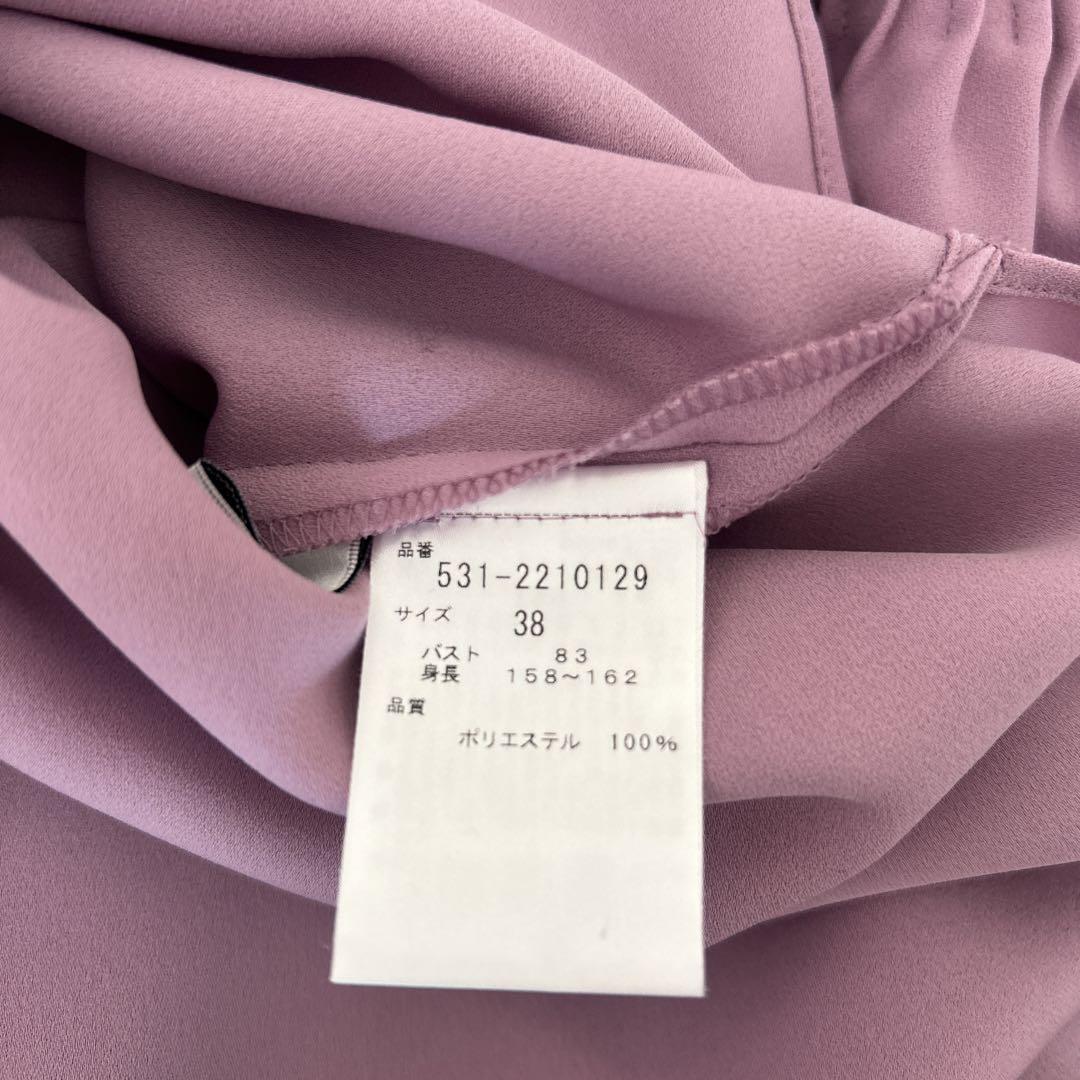 品番
531-2210129
サイズ 38
バスト 83
身長 158～162
品質
ポリエステル 100%